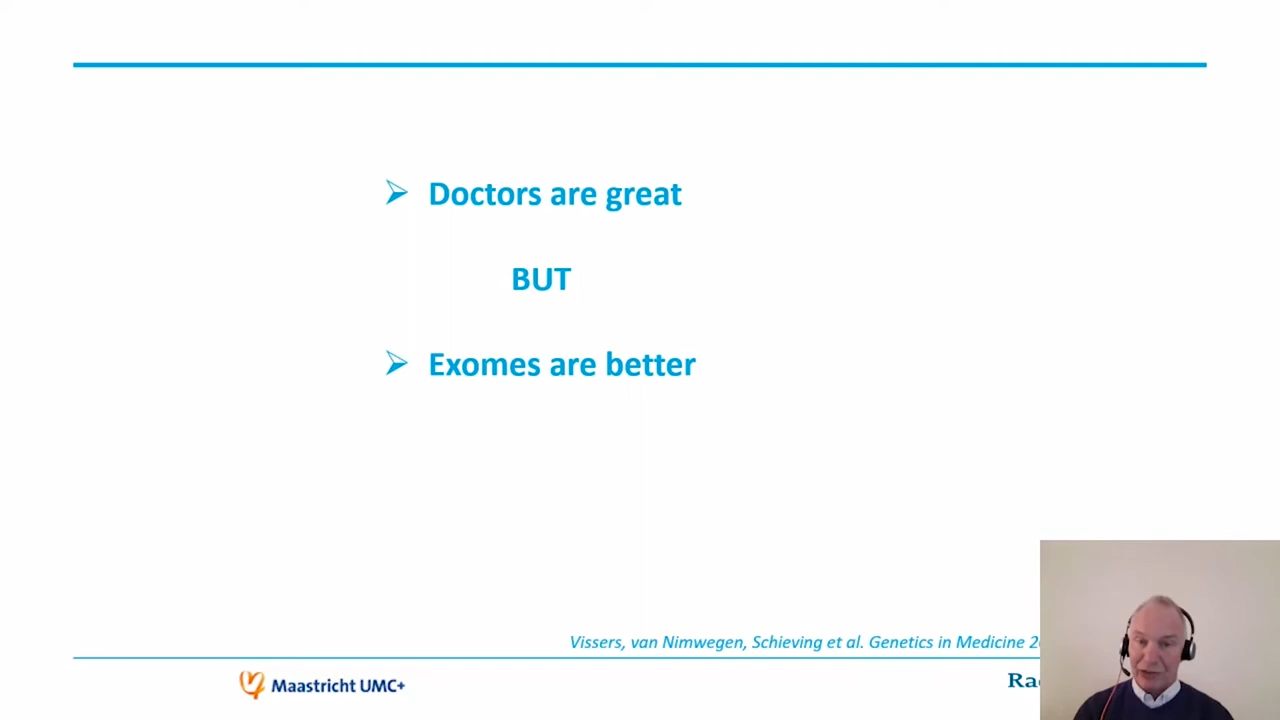 Doctors are great
BUT
Exomes are better
Vissers, van Nimwegen, Schieving et al. Genetics in Medicine
Maastricht UMC+